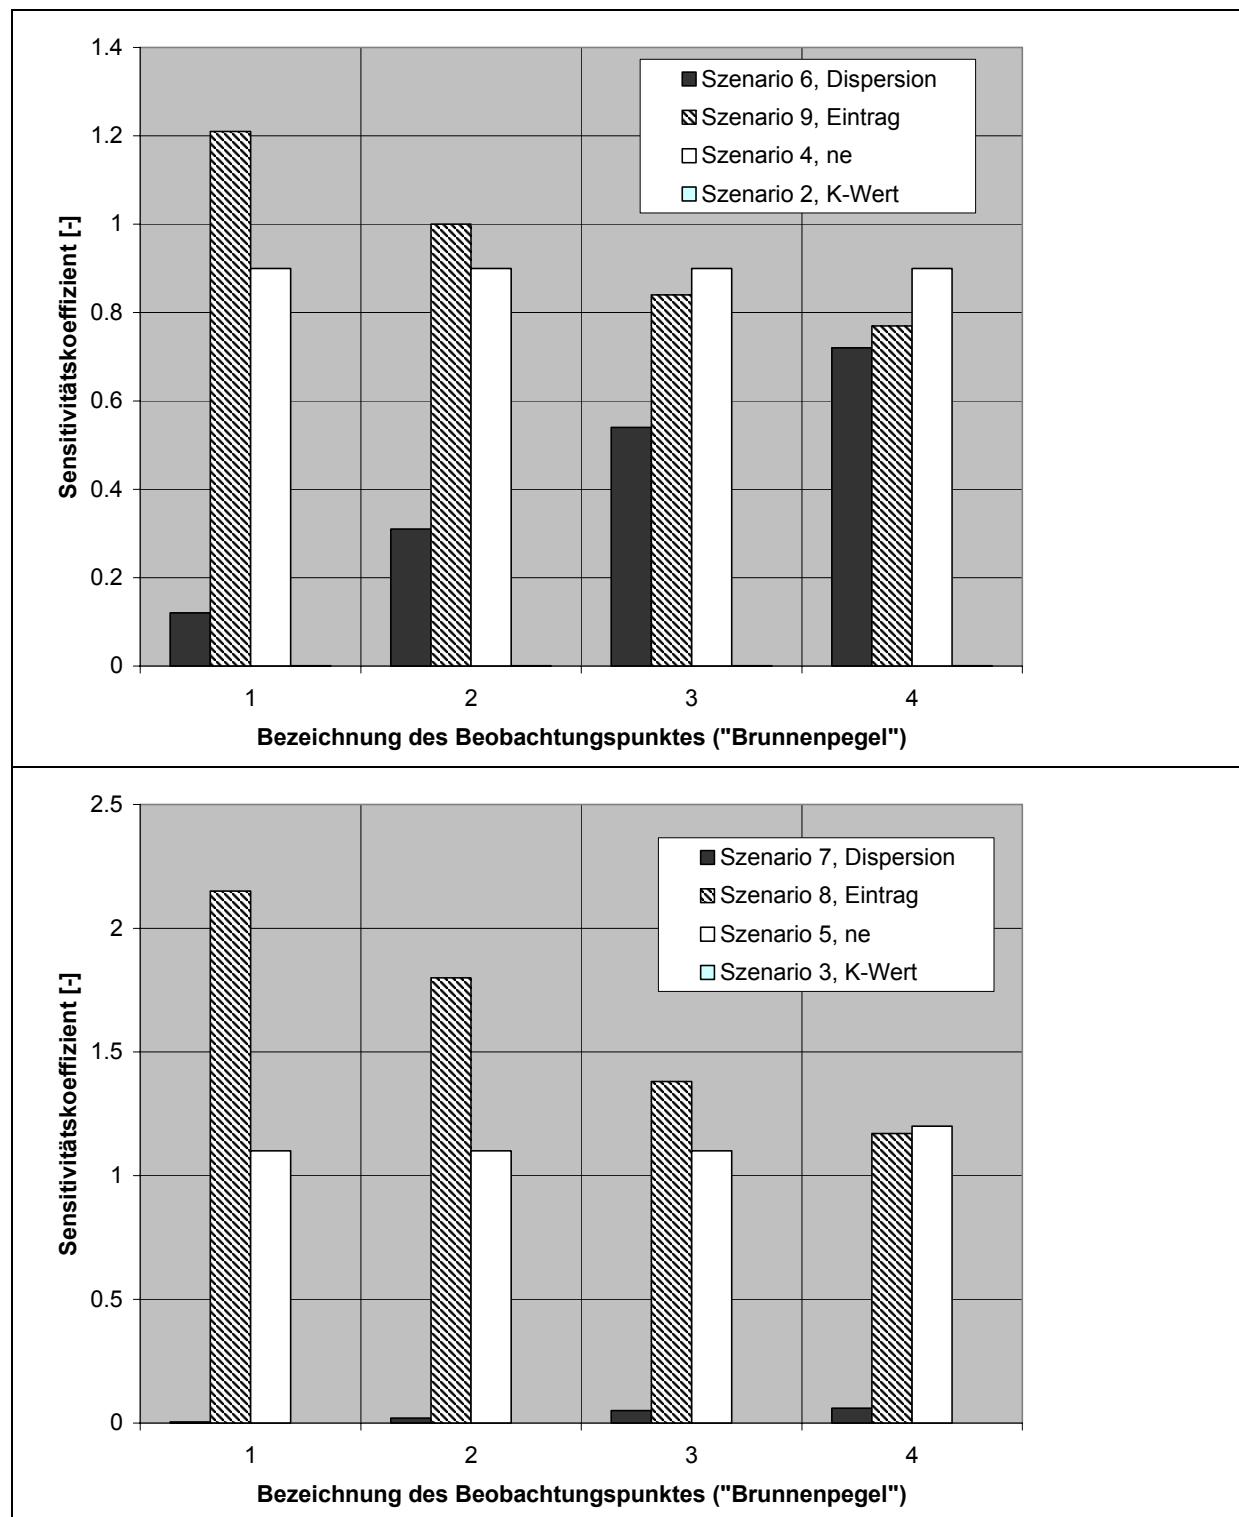 1.4
1.2
1
0.8
0.6
0.4
0.2
0
Sensitivitätskoeffizient [-]
Szenario 6, Dispersion
Szenario 9, Eintrag
Szenario 4, ne
Szenario 2, K-Wert
1 2 3 4
Bezeichnung des Beobachtungspunktes ("Brunnenpegel")
2.5
2
1.5
1
0.5
0
Sensitivitätskoeffizient [-]
Szenario 7, Dispersion
Szenario 8, Eintrag
Szenario 5, ne
Szenario 3, K-Wert
1 2 3 4
Bezeichnung des Beobachtungspunktes ("Brunnenpegel")